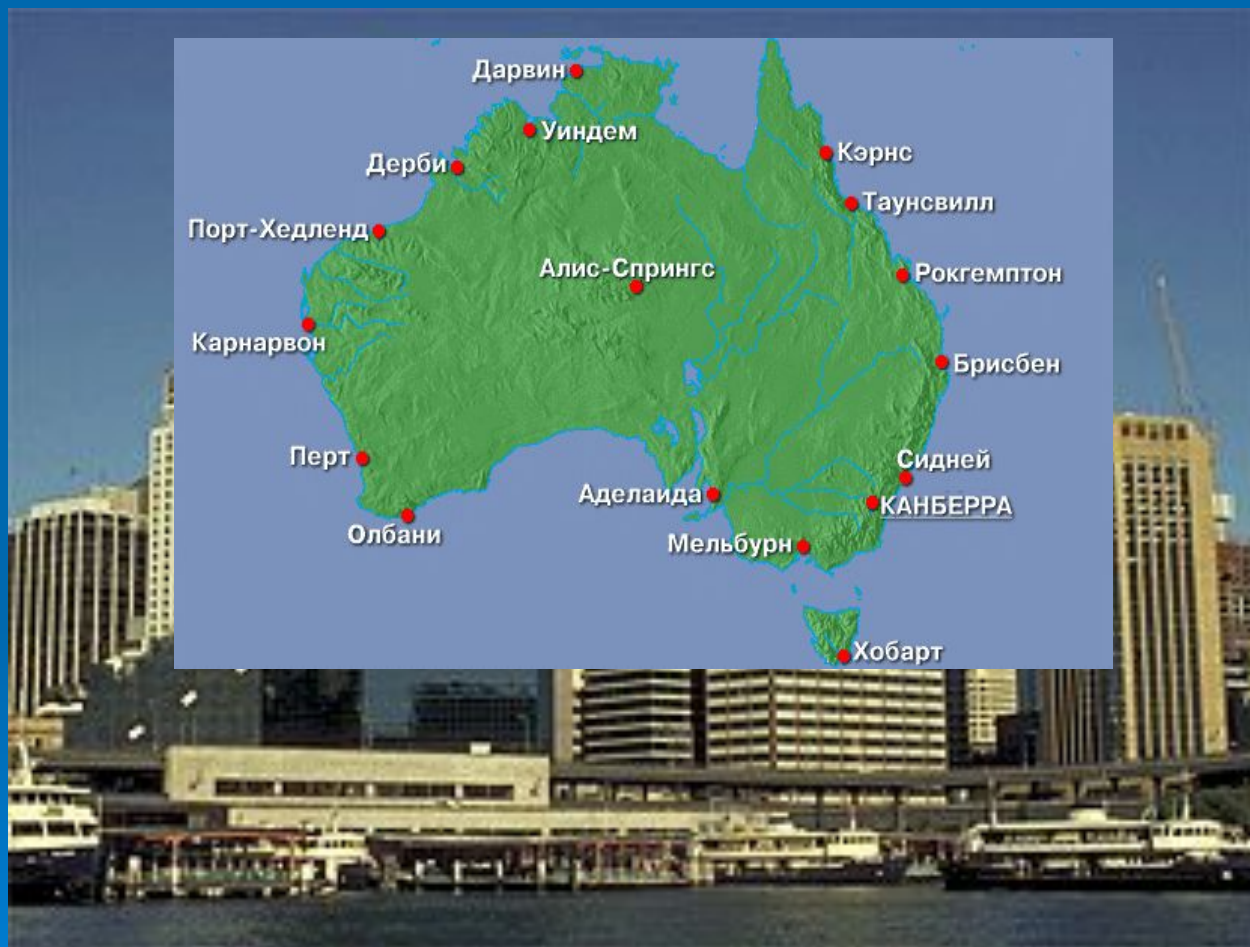 Дарвин
Уиндем
Кэрнс
Дерби
Таунсвилл
Порт-Хедленд
Алис-Спрингс
Рокгемптон
Карнарвон
Брисбен
Перт
Сидней
Аделаида
КАНБЕРРА
Олбани
Мельбурн
Хобарт